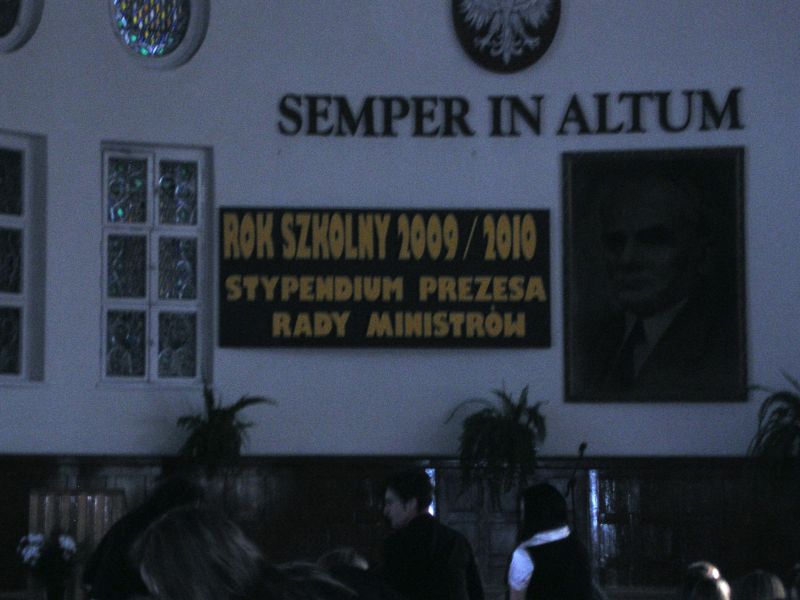 SEMPER IN ALTUM
ROK SZKOLNY 2009/2010
STYPENDIUM PREZESA
RADY MINISTRÓW